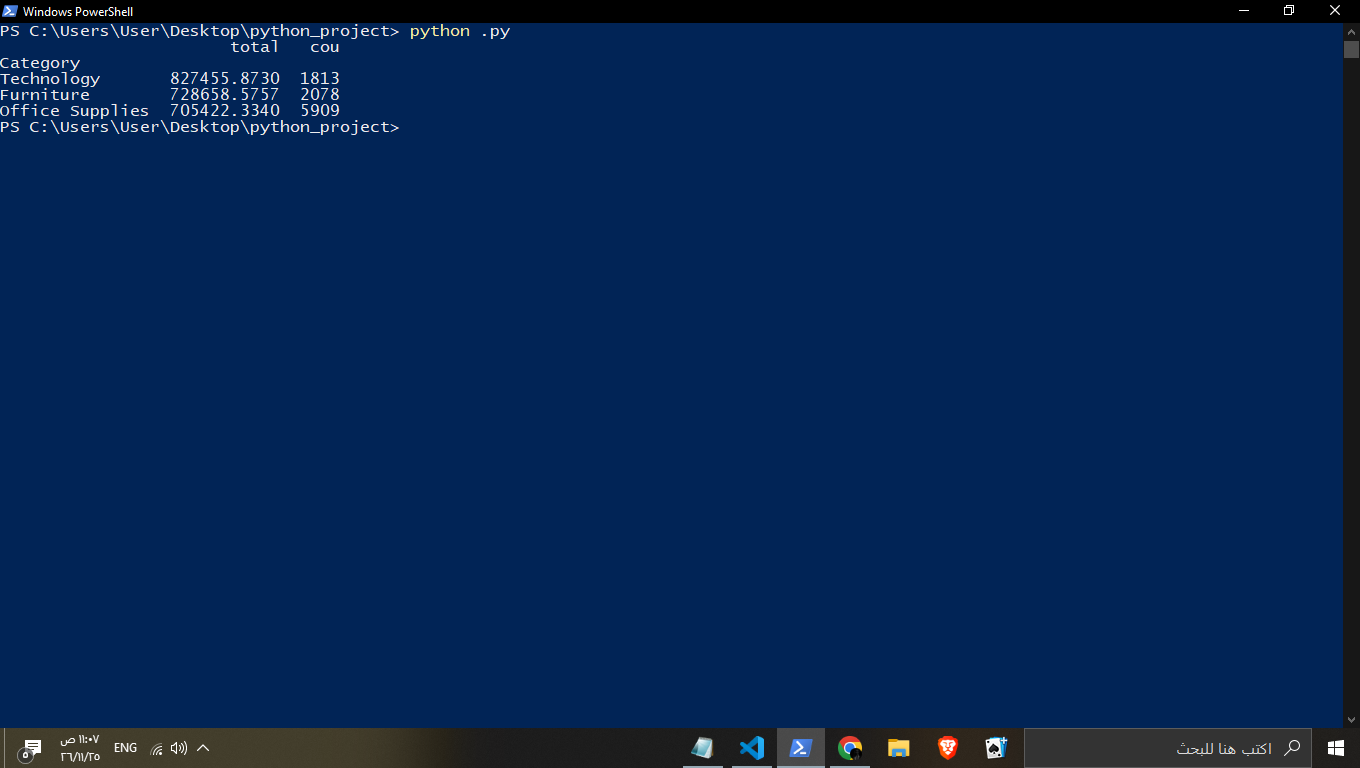 Windows PowerShell
PS C:\Users\User\Desktop\python_project> python .py
total cou
Category
Technology 827455.8730 1813
Furniture 728658.5757 2078
Office Supplies 705422.3340 5909
PS C:\Users\User\Desktop\python_project>
٥
١١:٠٧ ص
٢٦/١١/٢٥
ENG
اكتب هنا للبحث